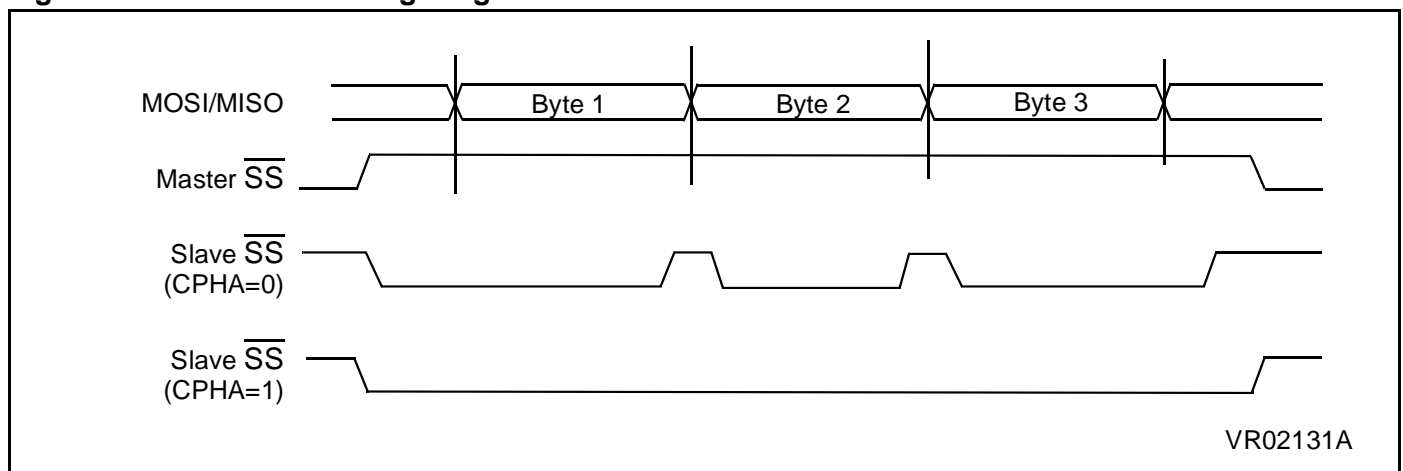 MOSI/MISO
Byte 1 Byte 2 Byte 3
Master SS
Slave SS
(CPHA=0)
Slave SS
(CPHA=1)
VR02131A